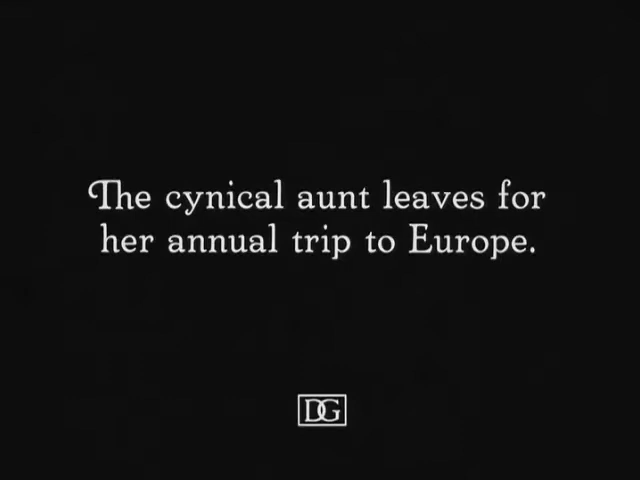 The cynical aunt leaves for
her annual trip to Europe.
DG